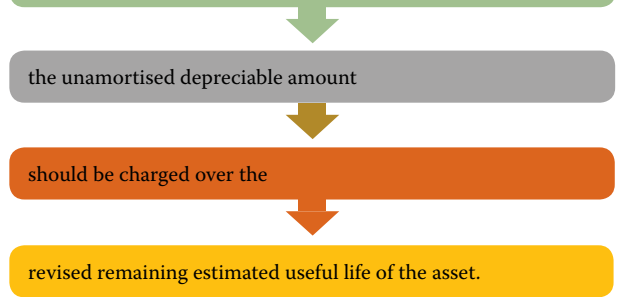 the unamortised depreciable amount
should be charged over the
revised remaining estimated useful life of the asset.